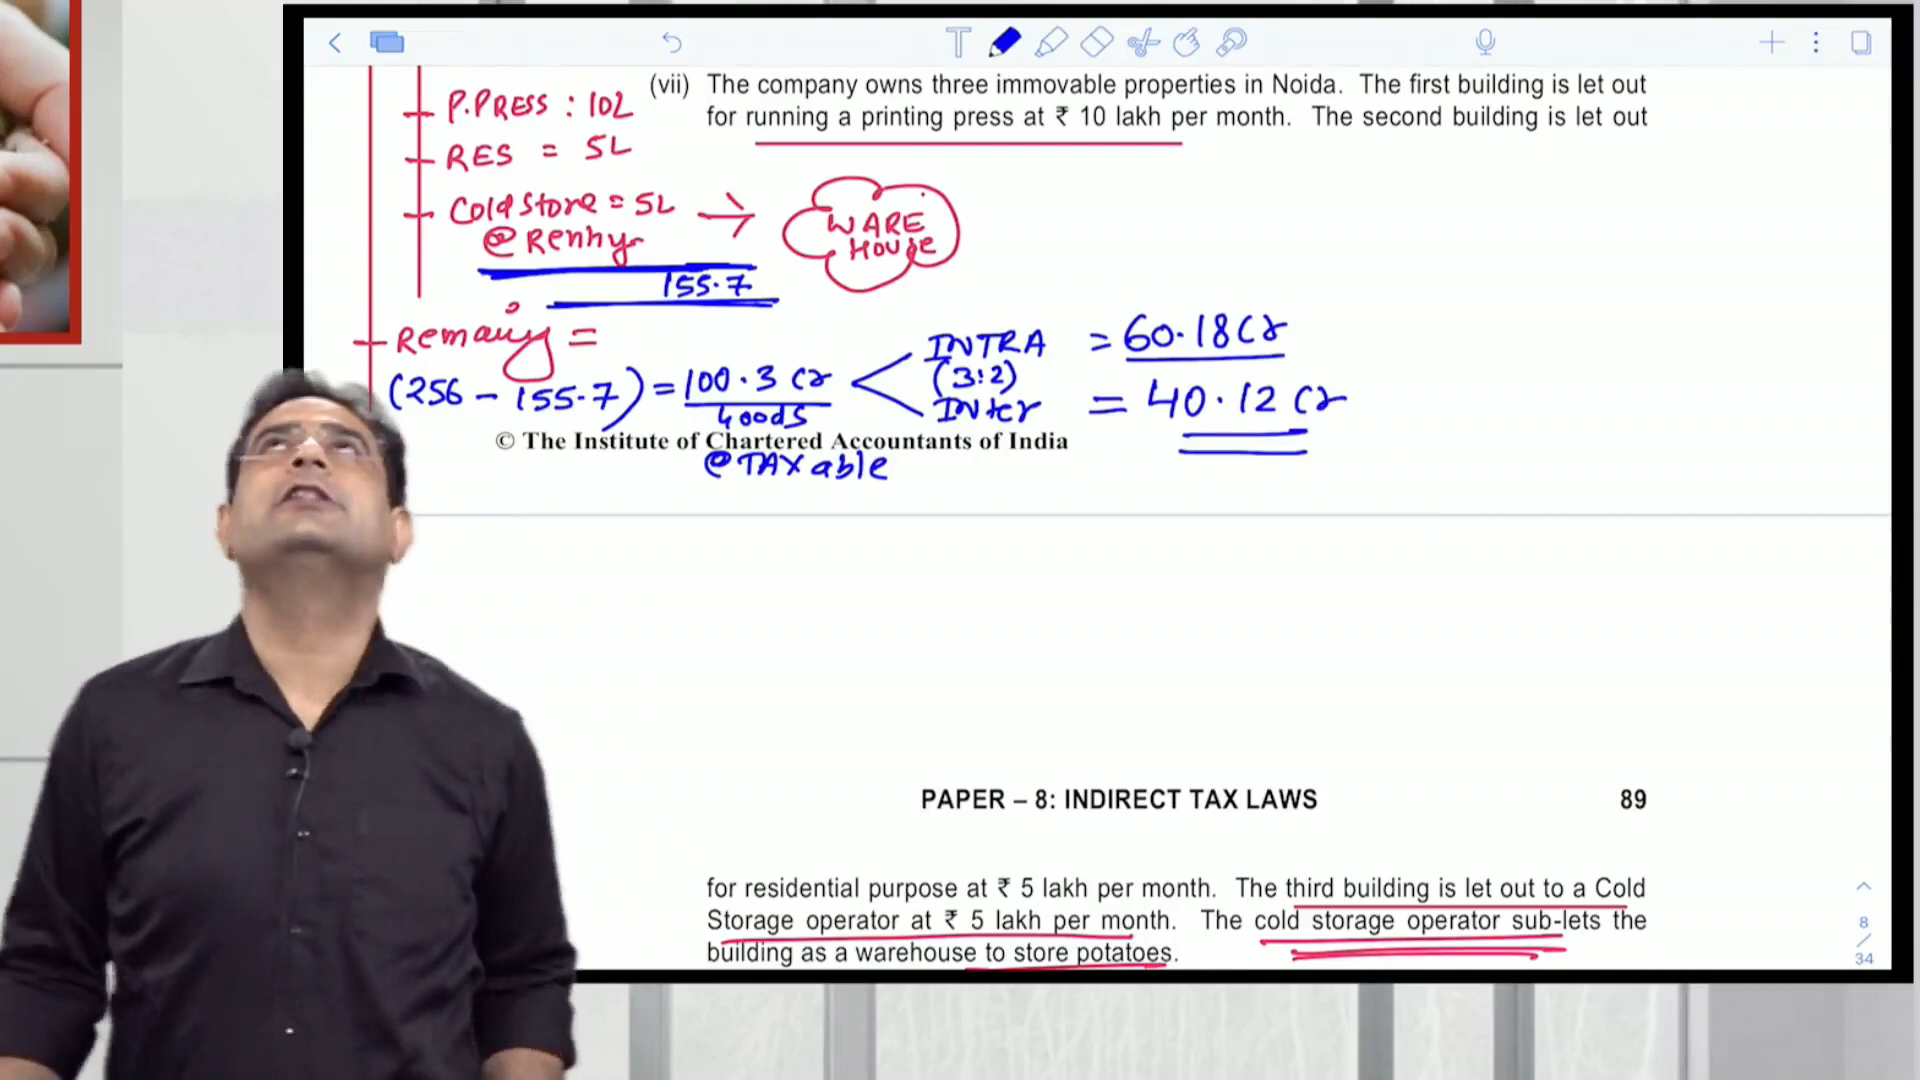 (vii) The company owns three immovable properties in Noida. The first building is let out
for running a printing press at ₹ 10 lakh per month. The second building is let out
P.PRESS : 10L
RES = 5L
Cold Store = 5L → WARE HOUSE
@ Renhy
155.7
Remaiy =
(256 - 155.7) = 100.3 Cr
Goods
@ TAXable
INTRA = 60.18 Cr
(3:2)
INter = 40.12 Cr
© The Institute of Chartered Accountants of India
PAPER – 8: INDIRECT TAX LAWS 89
for residential purpose at ₹ 5 lakh per month. The third building is let out to a Cold
Storage operator at ₹ 5 lakh per month. The cold storage operator sub-lets the
building as a warehouse to store potatoes.
8
/
34